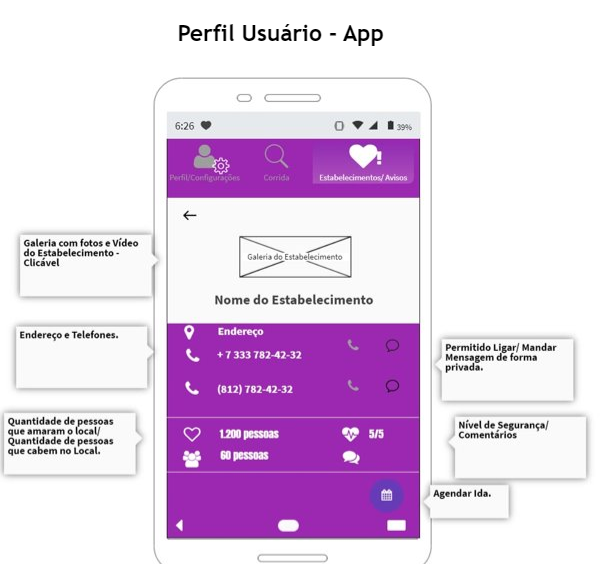 Perfil Usuário - App
6:26
39%
Perfil/Configurações
Corrida
Estabelecimentos/ Avisos
Galeria com fotos e Vídeo
do Estabelecimento -
Clicável
Galeria do Estabelecimento
Nome do Estabelecimento
Endereço e Telefones.
Endereço
+ 7 333 782-42-32
(812) 782-42-32
Permitido Ligar/ Mandar
Mensagem de forma
privada.
Quantidade de pessoas
que amaram o local/
Quantidade de pessoas
que cabem no Local.
1.200 pessoas
5/5
60 pessoas
Nível de Segurança/
Comentários
Agendar Ida.